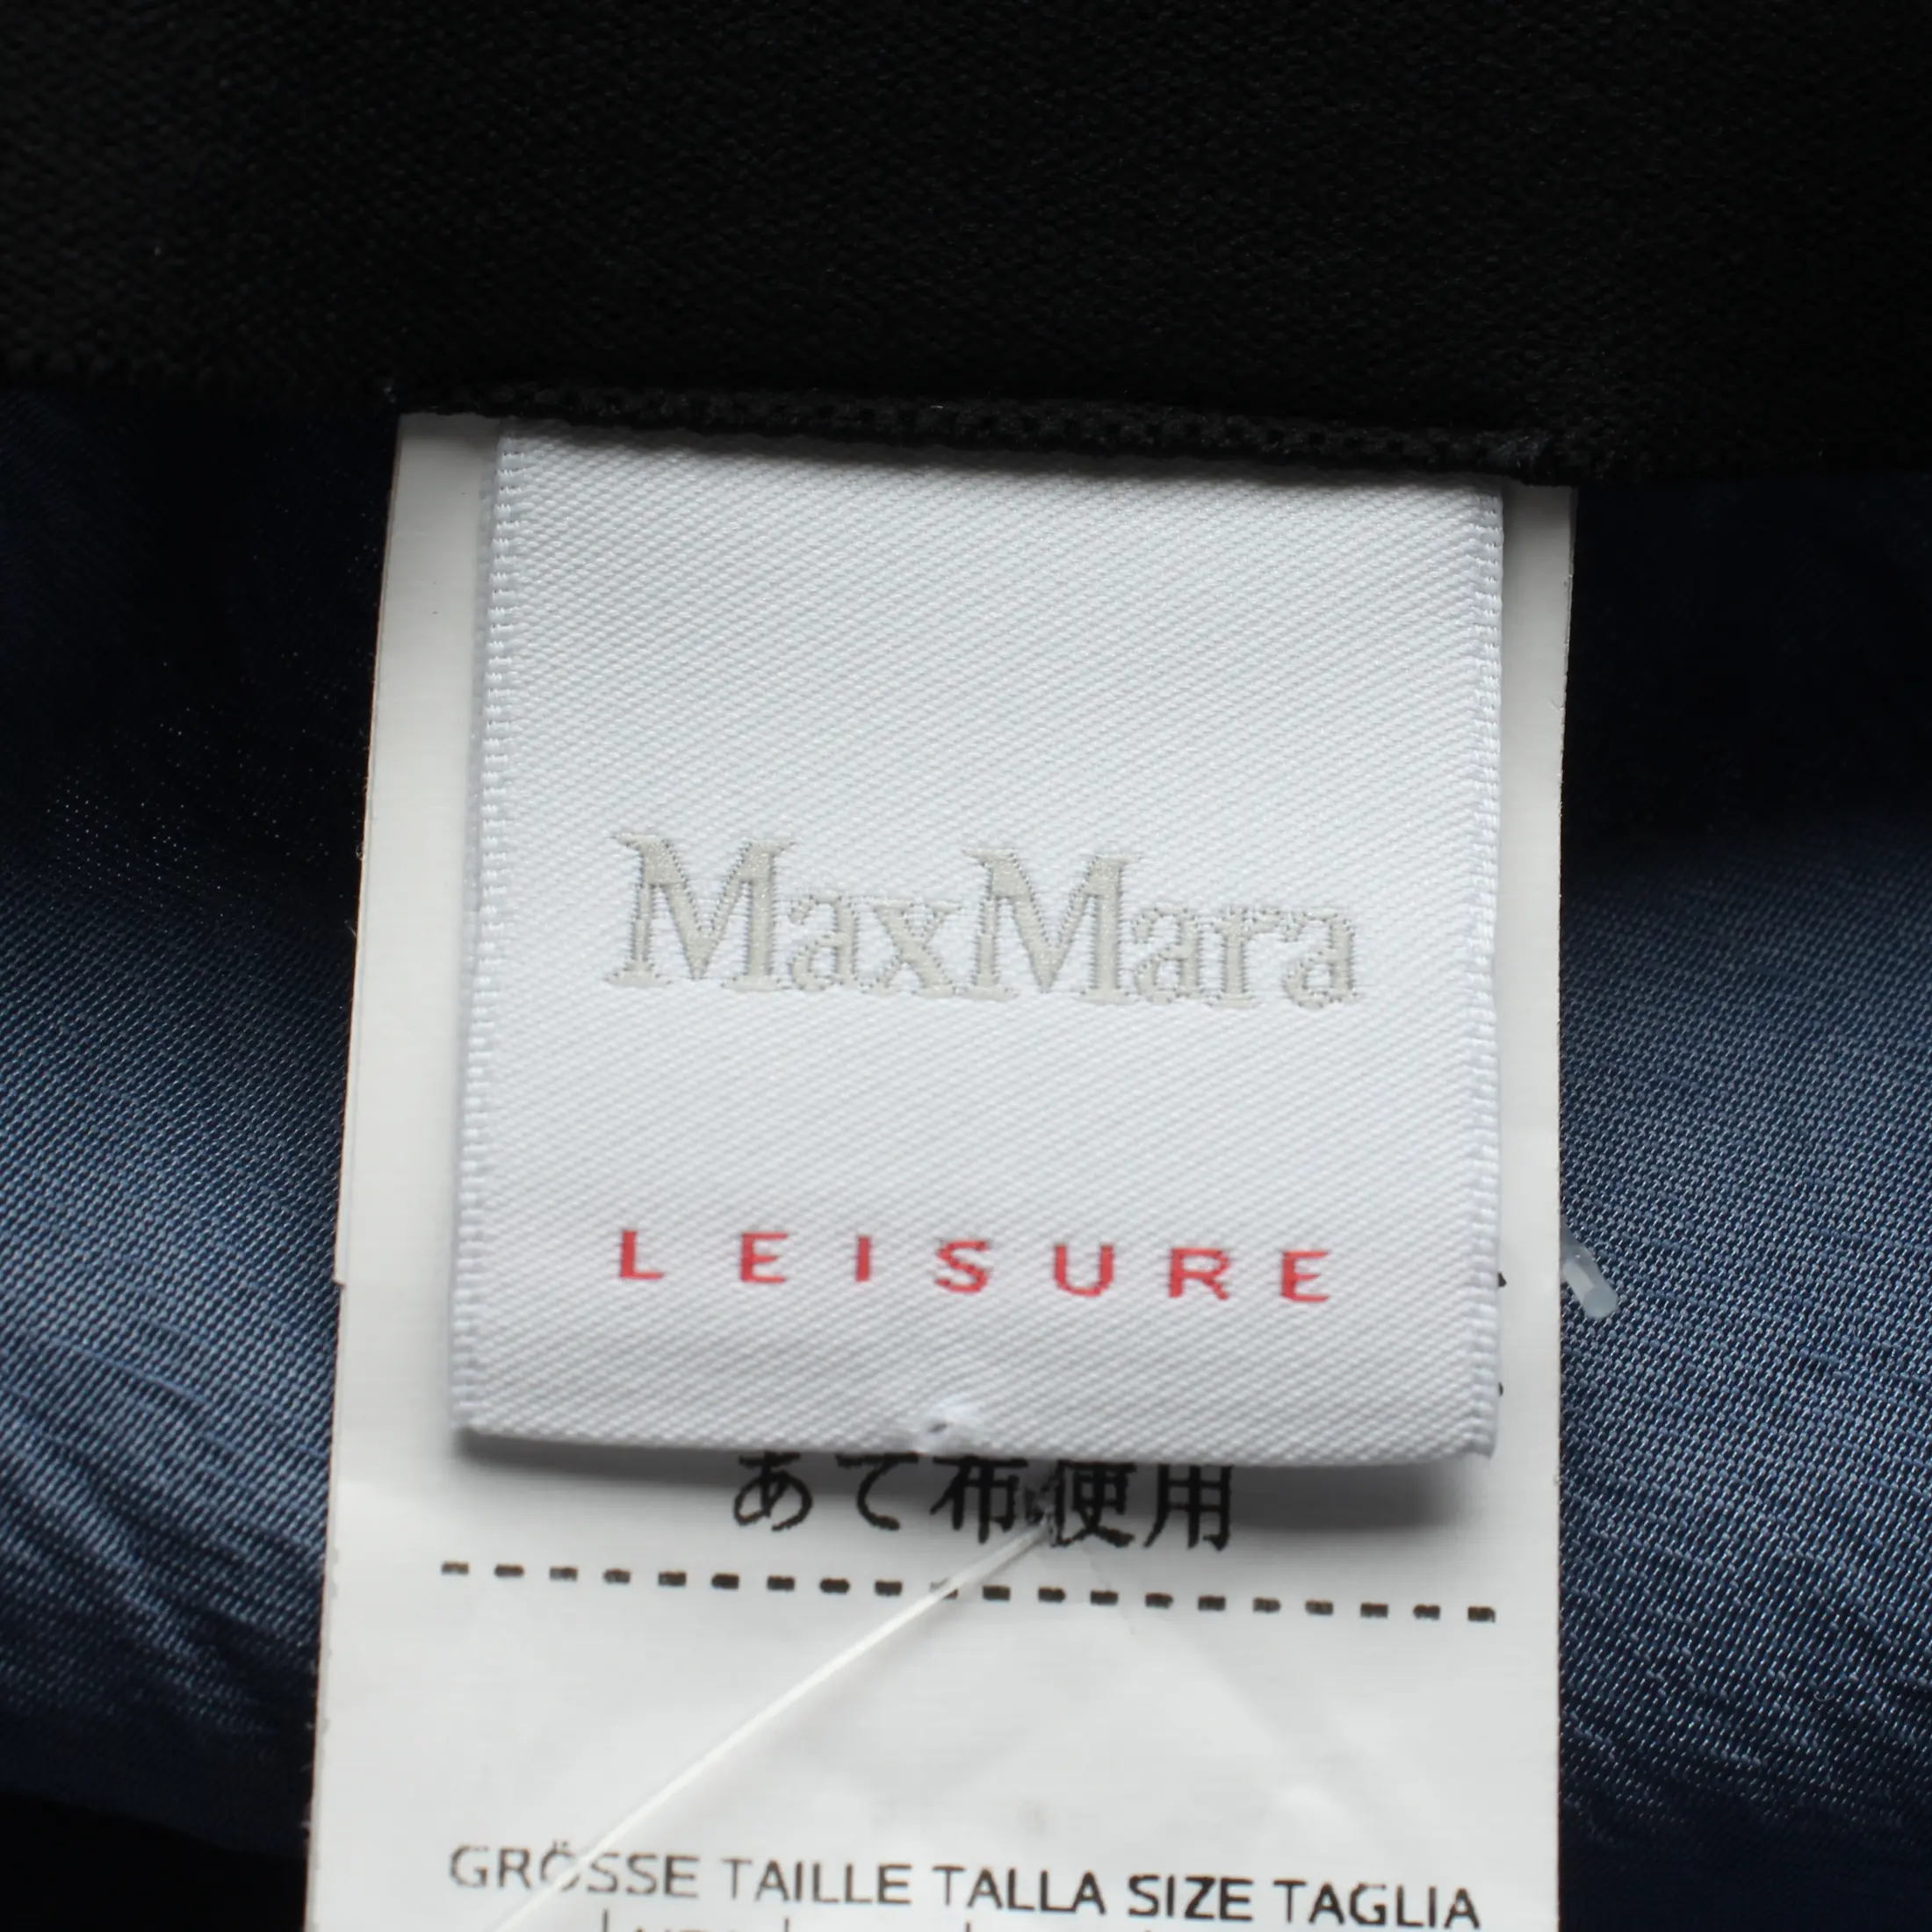 MaxMara
LEISURE
あて布使用
GRÖSSE TAILLE TALLA SIZE TAGLIA